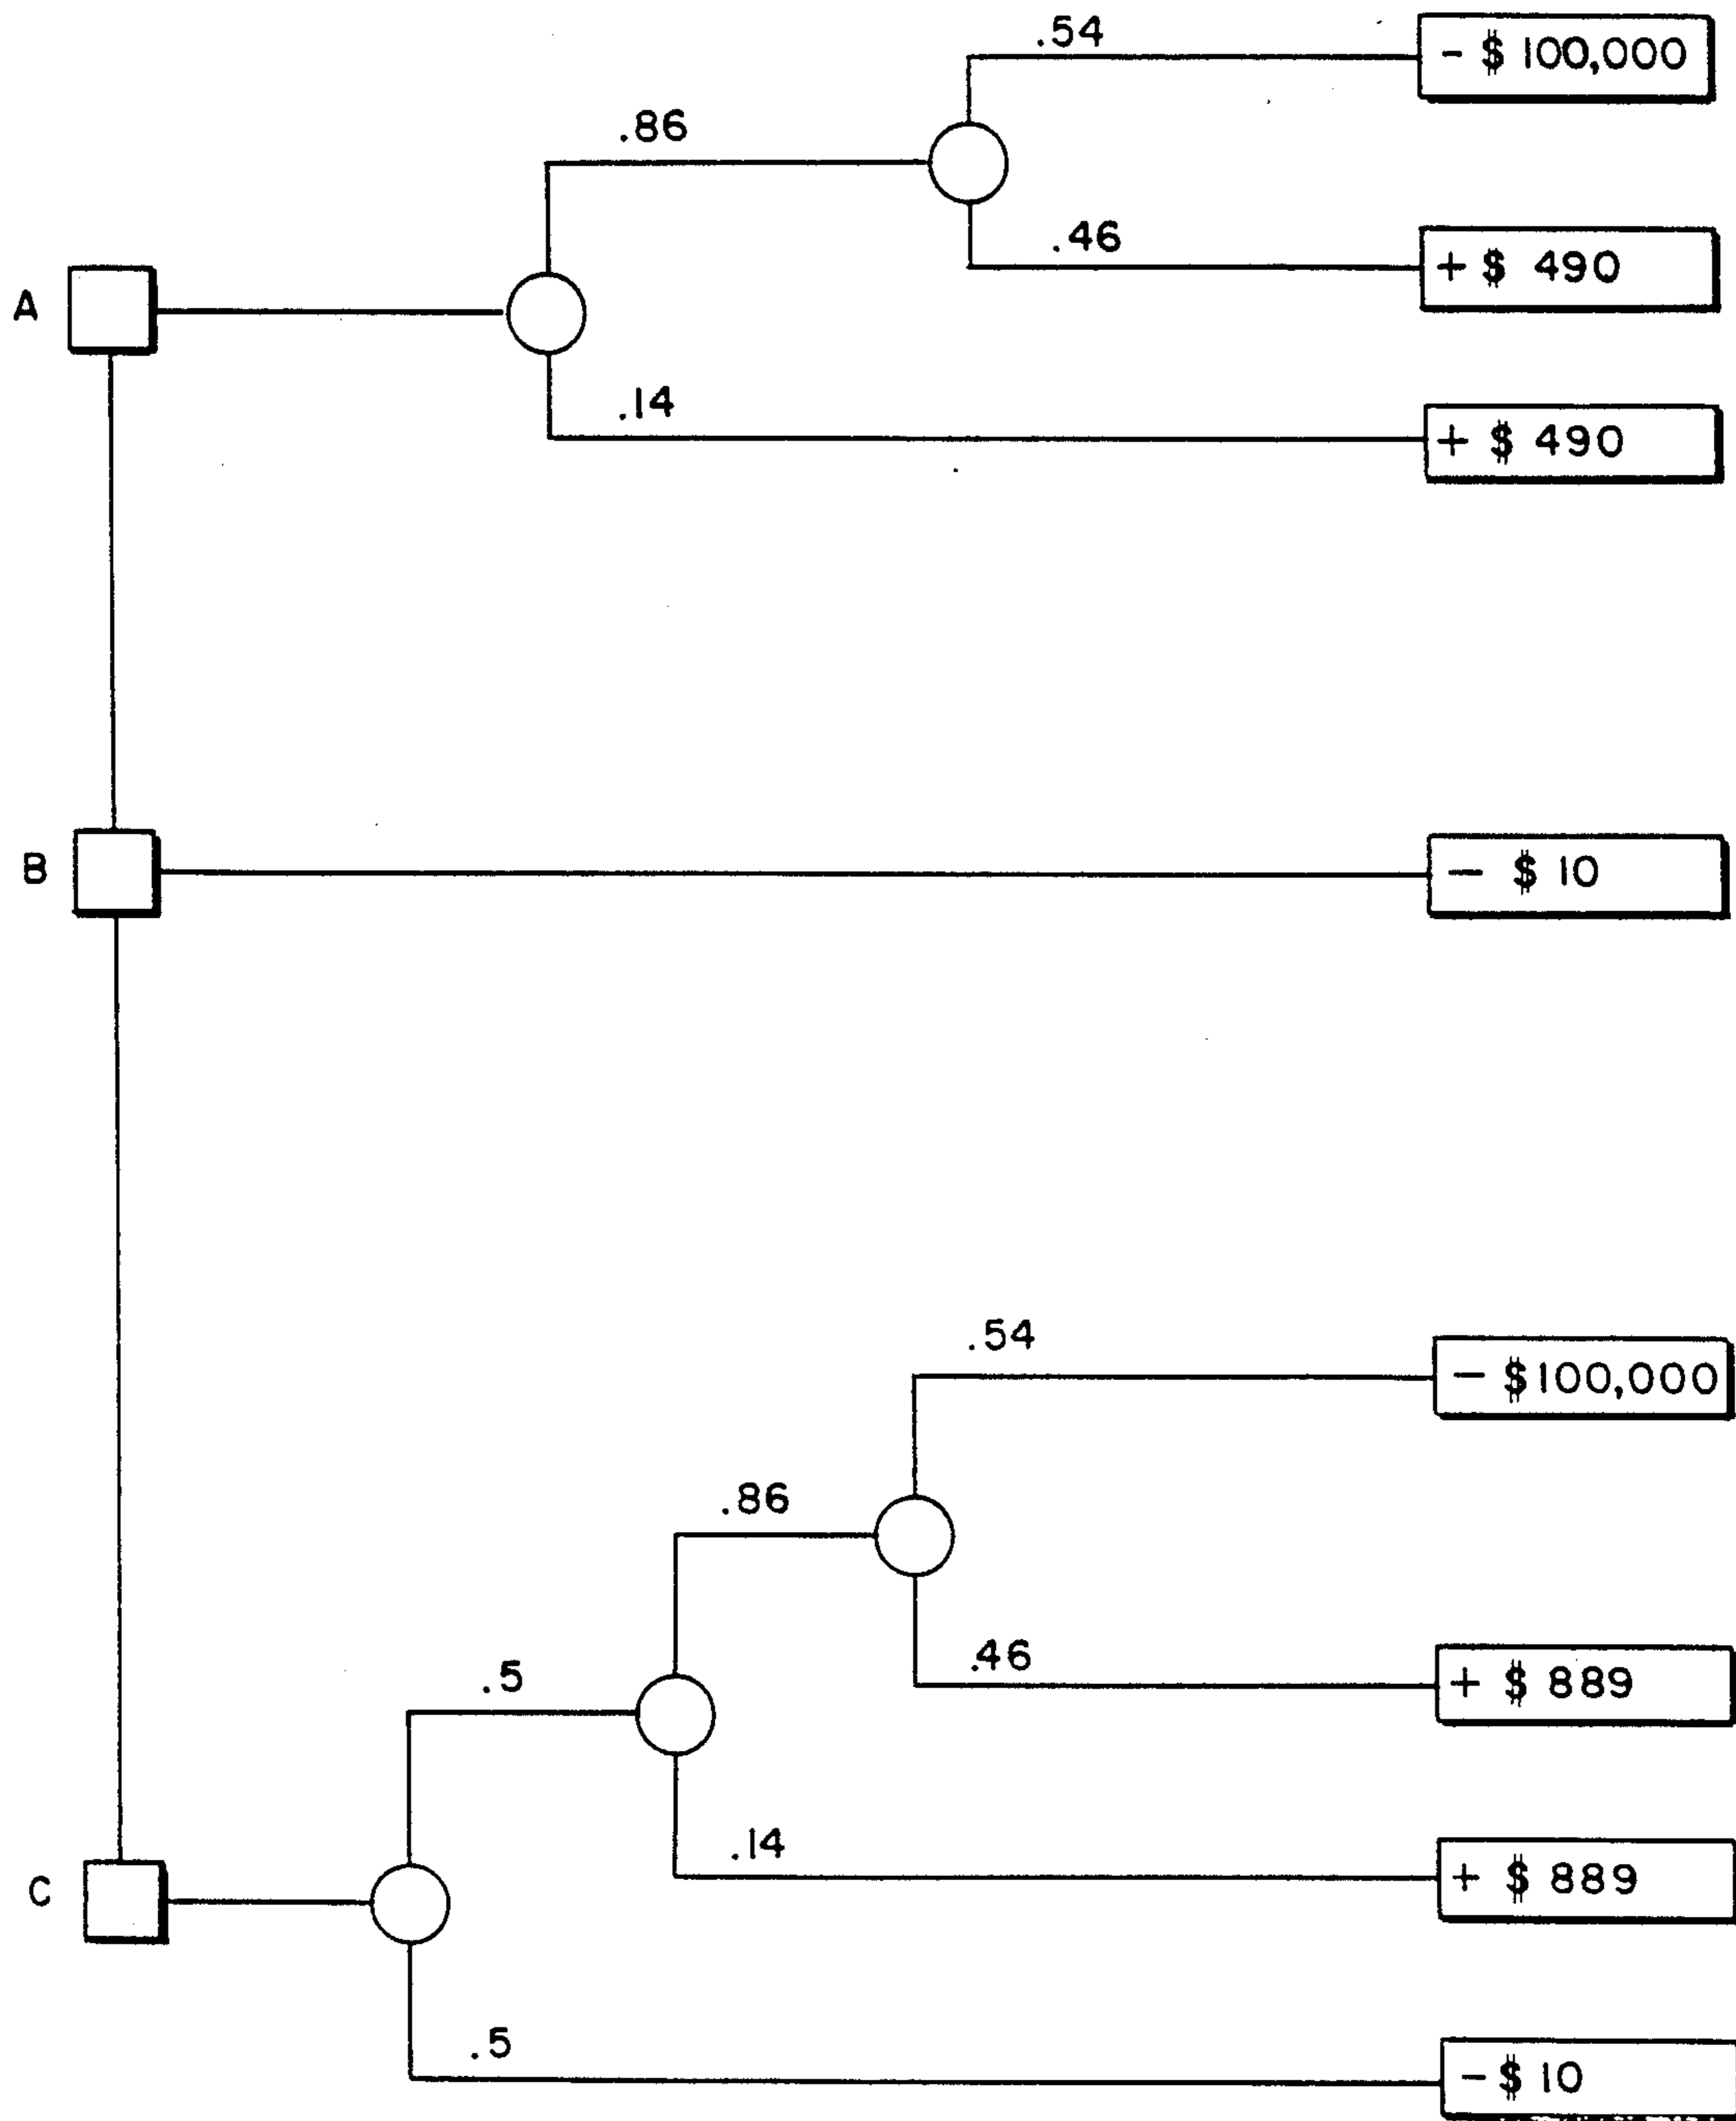 .54
- $ 100,000
.86
.46
+ $ 490
A
.14
+ $ 490
B
- $ 10
.54
- $100,000
.86
.46
+ $ 889
.5
.14
+ $ 889
C
.5
- $ 10